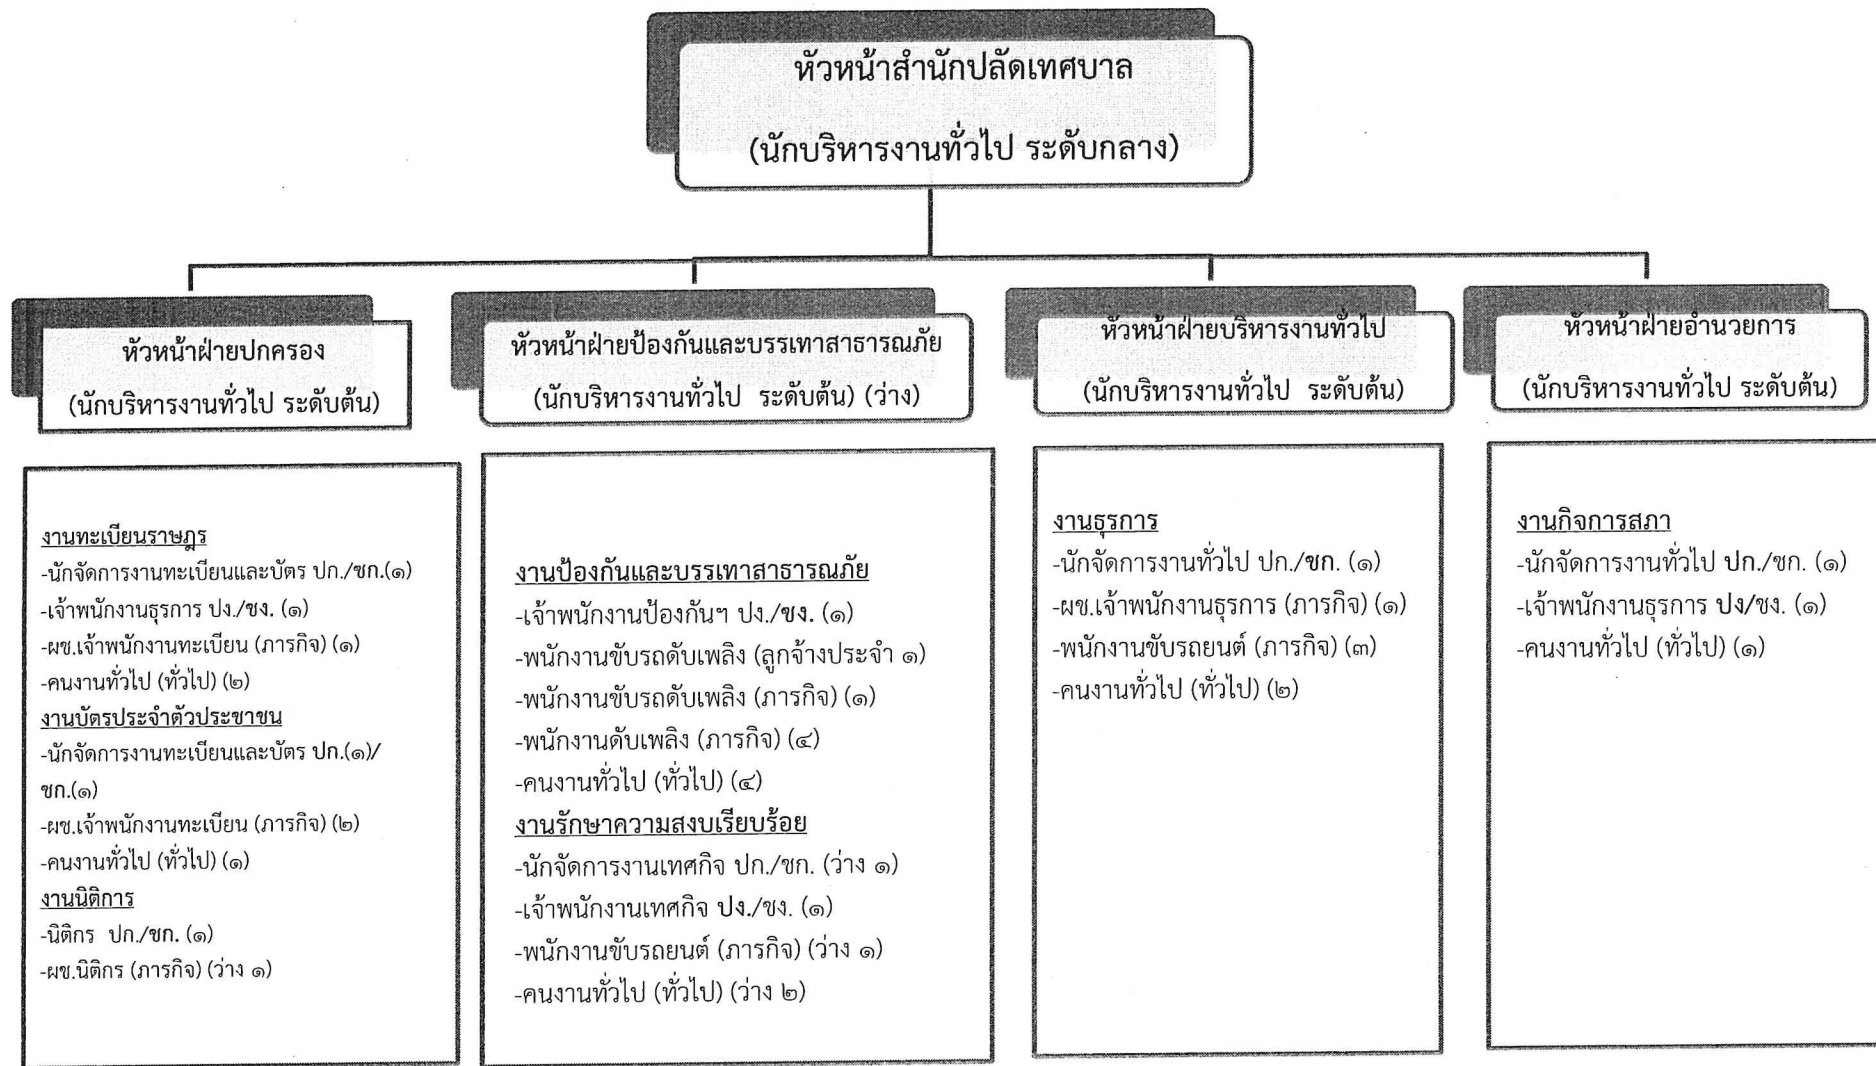 หัวหน้าสำนักปลัดเทศบาล
(นักบริหารงานทั่วไป ระดับกลาง)
หัวหน้าฝ่ายปกครอง
(นักบริหารงานทั่วไป ระดับต้น)
หัวหน้าฝ่ายป้องกันและบรรเทาสาธารณภัย
(นักบริหารงานทั่วไป ระดับต้น) (ว่าง)
หัวหน้าฝ่ายบริหารงานทั่วไป
(นักบริหารงานทั่วไป ระดับต้น)
หัวหน้าฝ่ายอำนวยการ
(นักบริหารงานทั่วไป ระดับต้น)
งานทะเบียนราษฎร
-นักจัดการงานทะเบียนและบัตร ปก./ชก.(๑)
-เจ้าพนักงานธุรการ ปง./ชง. (๑)
-ผช.เจ้าพนักงานทะเบียน (ภารกิจ) (๑)
-คนงานทั่วไป (ทั่วไป) (๒)
งานบัตรประจำตัวประชาชน
-นักจัดการงานทะเบียนและบัตร ปก.(๑)/
ชก.(๑)
-ผช.เจ้าพนักงานทะเบียน (ภารกิจ) (๒)
-คนงานทั่วไป (ทั่วไป) (๑)
งานนิติการ
-นิติกร ปก./ชก. (๑)
-ผช.นิติกร (ภารกิจ) (ว่าง ๑)
งานป้องกันและบรรเทาสาธารณภัย
-เจ้าพนักงานป้องกันฯ ปง./ชง. (๑)
-พนักงานขับรถดับเพลิง (ลูกจ้างประจำ ๑)
-พนักงานขับรถดับเพลิง (ภารกิจ) (๑)
-พนักงานดับเพลิง (ภารกิจ) (๔)
-คนงานทั่วไป (ทั่วไป) (๔)
งานรักษาความสงบเรียบร้อย
-นักจัดการงานเทศกิจ ปก./ชก. (ว่าง ๑)
-เจ้าพนักงานเทศกิจ ปง./ชง. (๑)
-พนักงานขับรถยนต์ (ภารกิจ) (ว่าง ๑)
-คนงานทั่วไป (ทั่วไป) (ว่าง ๒)
งานธุรการ
-นักจัดการงานทั่วไป ปก./ชก. (๑)
-ผช.เจ้าพนักงานธุรการ (ภารกิจ) (๑)
-พนักงานขับรถยนต์ (ภารกิจ) (๓)
-คนงานทั่วไป (ทั่วไป) (๒)
งานกิจการสภา
-นักจัดการงานทั่วไป ปก./ชก. (๑)
-เจ้าพนักงานธุรการ ปง/ชง. (๑)
-คนงานทั่วไป (ทั่วไป) (๑)